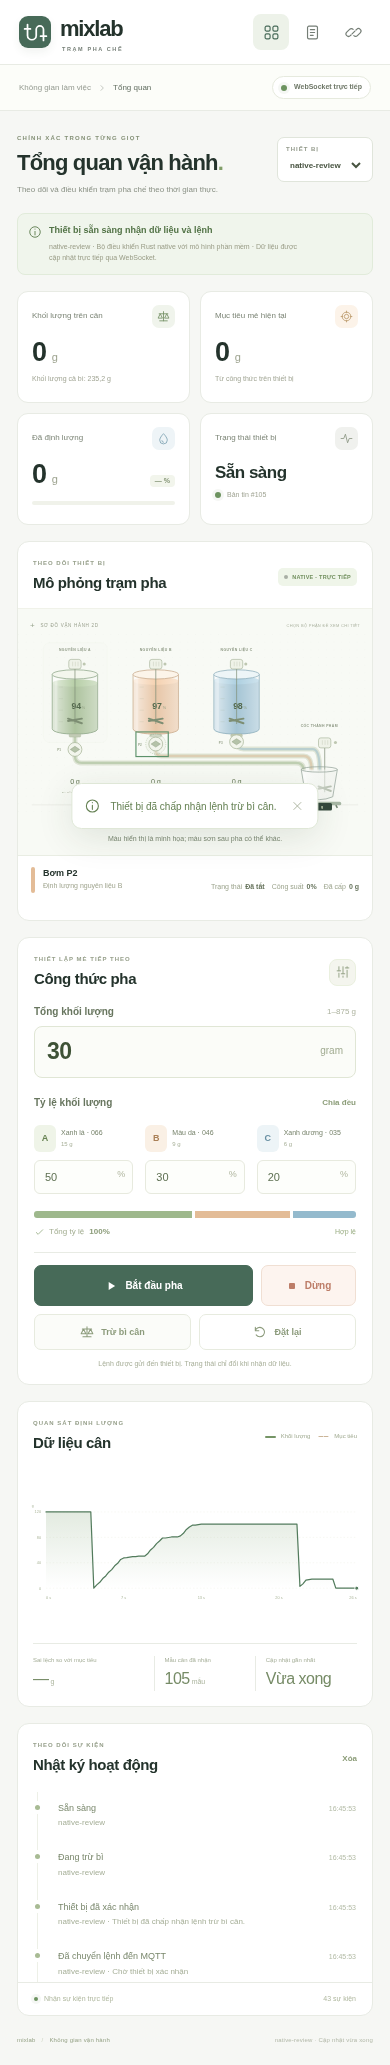 mixlab
TRẠM PHA CHẾ
Không gian làm việc
Tổng quan
WebSocket trực tiếp
CHÍNH XÁC TRONG TỪNG GIỌT
Tổng quan vận hành.
Theo dõi và điều khiển trạm pha chế theo thời gian thực.
THIẾT BỊ
native-review
Thiết bị sẵn sàng nhận dữ liệu và lệnh
native-review · Bộ điều khiển Rust native với mô hình phần mềm · Dữ liệu được
cập nhật trực tiếp qua WebSocket.
Khối lượng trên cân
0 g
Khối lượng cả bì: 235,2 g
Mục tiêu mẻ hiện tại
0 g
Từ công thức trên thiết bị
Đã định lượng
0 g
— %
Trạng thái thiết bị
Sẵn sàng
Bản tin #105
THEO DÕI THIẾT BỊ
Mô phỏng trạm pha
NATIVE · TRỰC TIẾP
SƠ ĐỒ VẬN HÀNH 2D
NGUYÊN LIỆU A
NGUYÊN LIỆU B
NGUYÊN LIỆU C
94
97
98
P1
P2
P3
CỐC THÀNH PHẨM
0 g
0 g
0 g
Thiết bị đã chấp nhận lệnh trừ bì cân.
Màu hiển thị là minh họa; màu sơn sau pha có thể khác.
Bơm P2
Định lượng nguyên liệu B
Trạng thái Đã tắt
Công suất 0%
Đã cấp 0 g
THIẾT LẬP MẺ TIẾP THEO
Công thức pha
Tổng khối lượng
1–875 g
30
gram
Tỷ lệ khối lượng
Chia đều
A
Xanh lá · 066
15 g
B
Màu da · 046
9 g
C
Xanh dương · 035
6 g
50 %
30 %
20 %
Tổng tỷ lệ 100%
Hợp lệ
Bắt đầu pha
Dừng
Trừ bì cân
Đặt lại
Lệnh được gửi đến thiết bị. Trạng thái chỉ đổi khi nhận dữ liệu.
QUAN SÁT ĐỊNH LƯỢNG
Dữ liệu cân
Khối lượng
Mục tiêu
Sai lệch so với mục tiêu
— g
Mẫu cân đã nhận
105 mẫu
Cập nhật gần nhất
Vừa xong
THEO DÕI SỰ KIỆN
Nhật ký hoạt động
Xóa
Sẵn sàng
16:45:53
native-review
Đang trừ bì
16:45:53
native-review
Thiết bị đã xác nhận
16:45:53
native-review · Thiết bị đã chấp nhận lệnh trừ bì cân.
Đã chuyển lệnh đến MQTT
16:45:53
native-review · Chờ thiết bị xác nhận
Nhận sự kiện trực tiếp
43 sự kiện
mixlab / Không gian vận hành
native-review · Cập nhật vừa xong